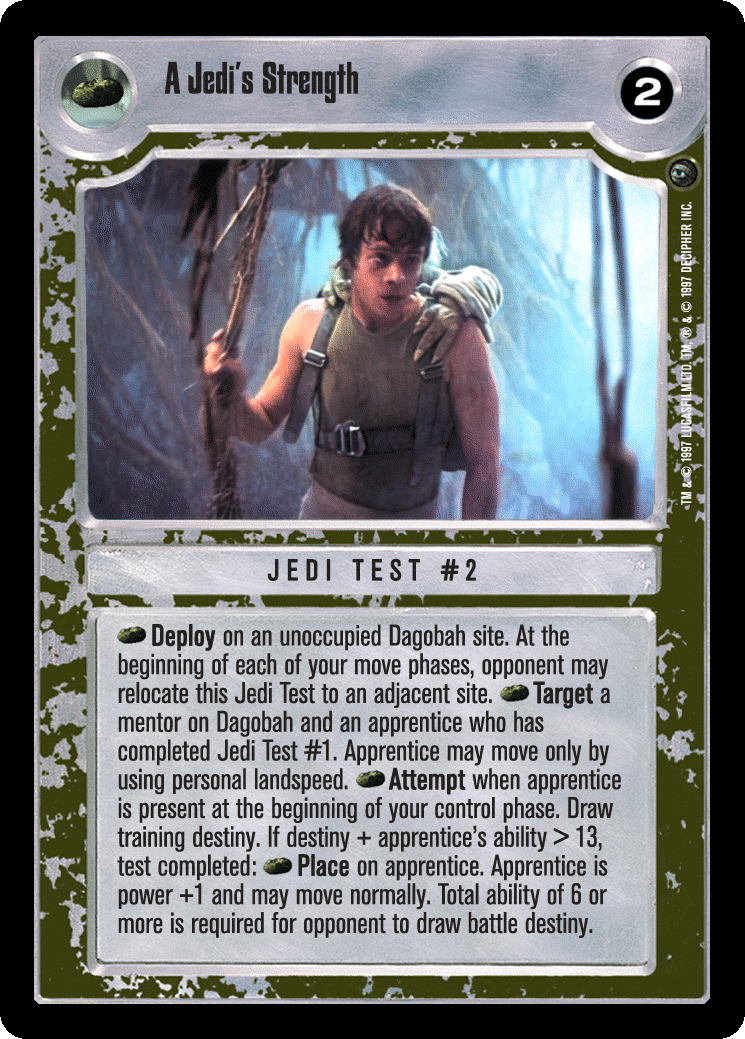 A Jedi's Strength
2
TM & © 1997 LUCASFILM LTD. TM, ® & © 1997 DECIPHER INC.
JEDI TEST #2
Deploy on an unoccupied Dagobah site. At the
beginning of each of your move phases, opponent may
relocate this Jedi Test to an adjacent site. Target a
mentor on Dagobah and an apprentice who has
completed Jedi Test #1. Apprentice may move only by
using personal landspeed. Attempt when apprentice
is present at the beginning of your control phase. Draw
training destiny. If destiny + apprentice's ability > 13,
test completed: Place on apprentice. Apprentice is
power +1 and may move normally. Total ability of 6 or
more is required for opponent to draw battle destiny.